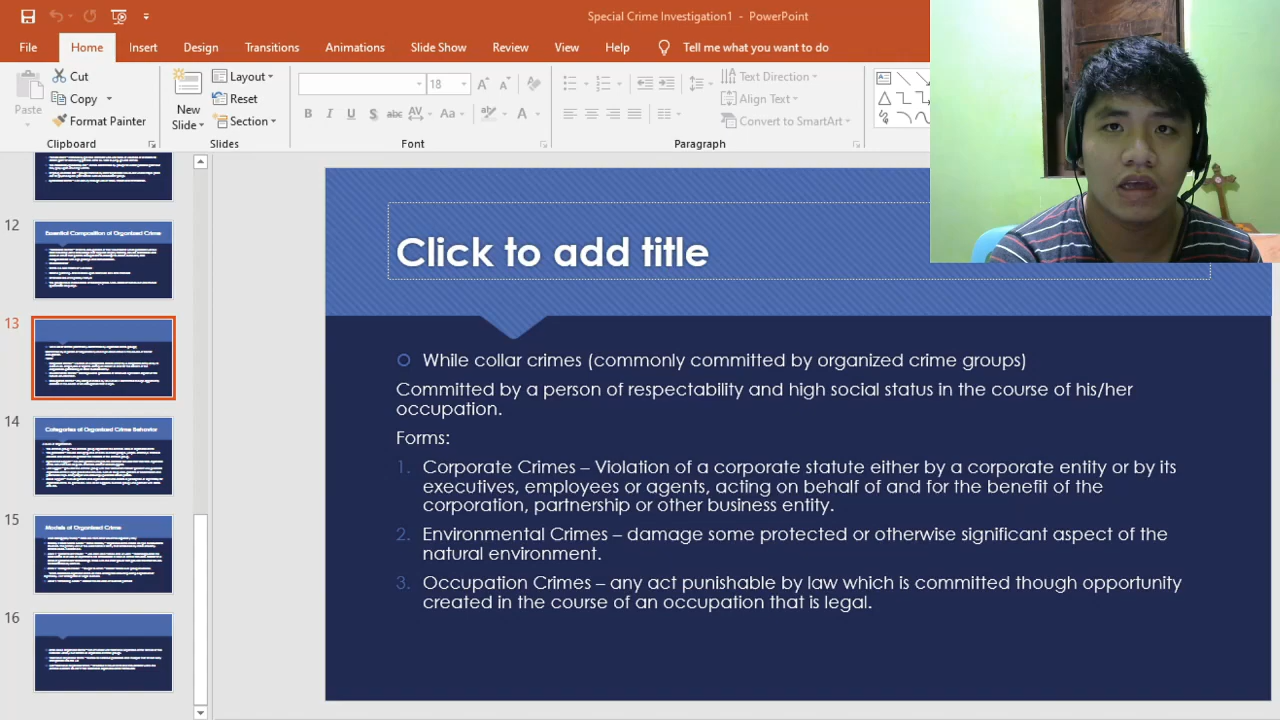 Special Crime Investigation1 - PowerPoint
File Home Insert Design Transitions Animations Slide Show Review View Help Tell me what you want to do
Paste
Cut
Copy
Format Painter
Clipboard
New
Slide
Layout
Reset
Section
Slides
18
B I U S abc AV Aa A
Font
Text Direction
Align Text
Convert to SmartArt
Paragraph
12
Essential Composition of Organized Crime
13
14
Categories of Organized Crime Behavior
15
Models of Organized Crime
16
Click to add title
While collar crimes (commonly committed by organized crime groups)
Committed by a person of respectability and high social status in the course of his/her
occupation.
Forms:
1. Corporate Crimes – Violation of a corporate statute either by a corporate entity or by its
executives, employees or agents, acting on behalf of and for the benefit of the
corporation, partnership or other business entity.
2. Environmental Crimes – damage some protected or otherwise significant aspect of the
natural environment.
3. Occupation Crimes – any act punishable by law which is committed though opportunity
created in the course of an occupation that is legal.